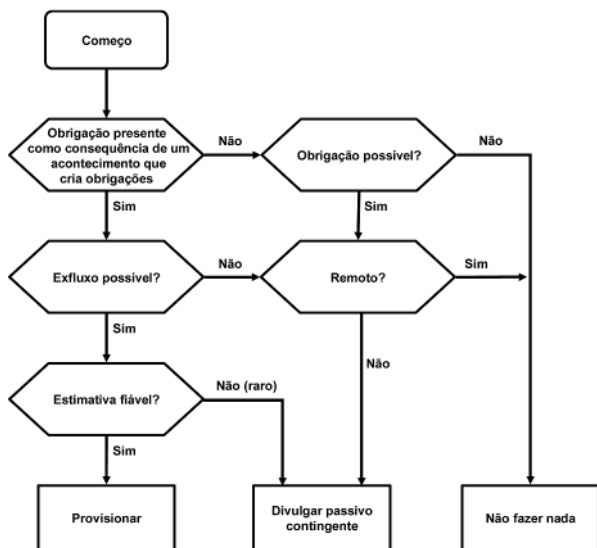 Começo
Obrigação presente
como consequência de um
acontecimento que
cria obrigações
Não
Obrigação possível?
Não
Sim
Sim
Exfluxo possível?
Não
Remoto?
Sim
Sim
Não
Estimativa fiável?
Não (raro)
Sim
Provisionar
Divulgar passivo
contingente
Não fazer nada